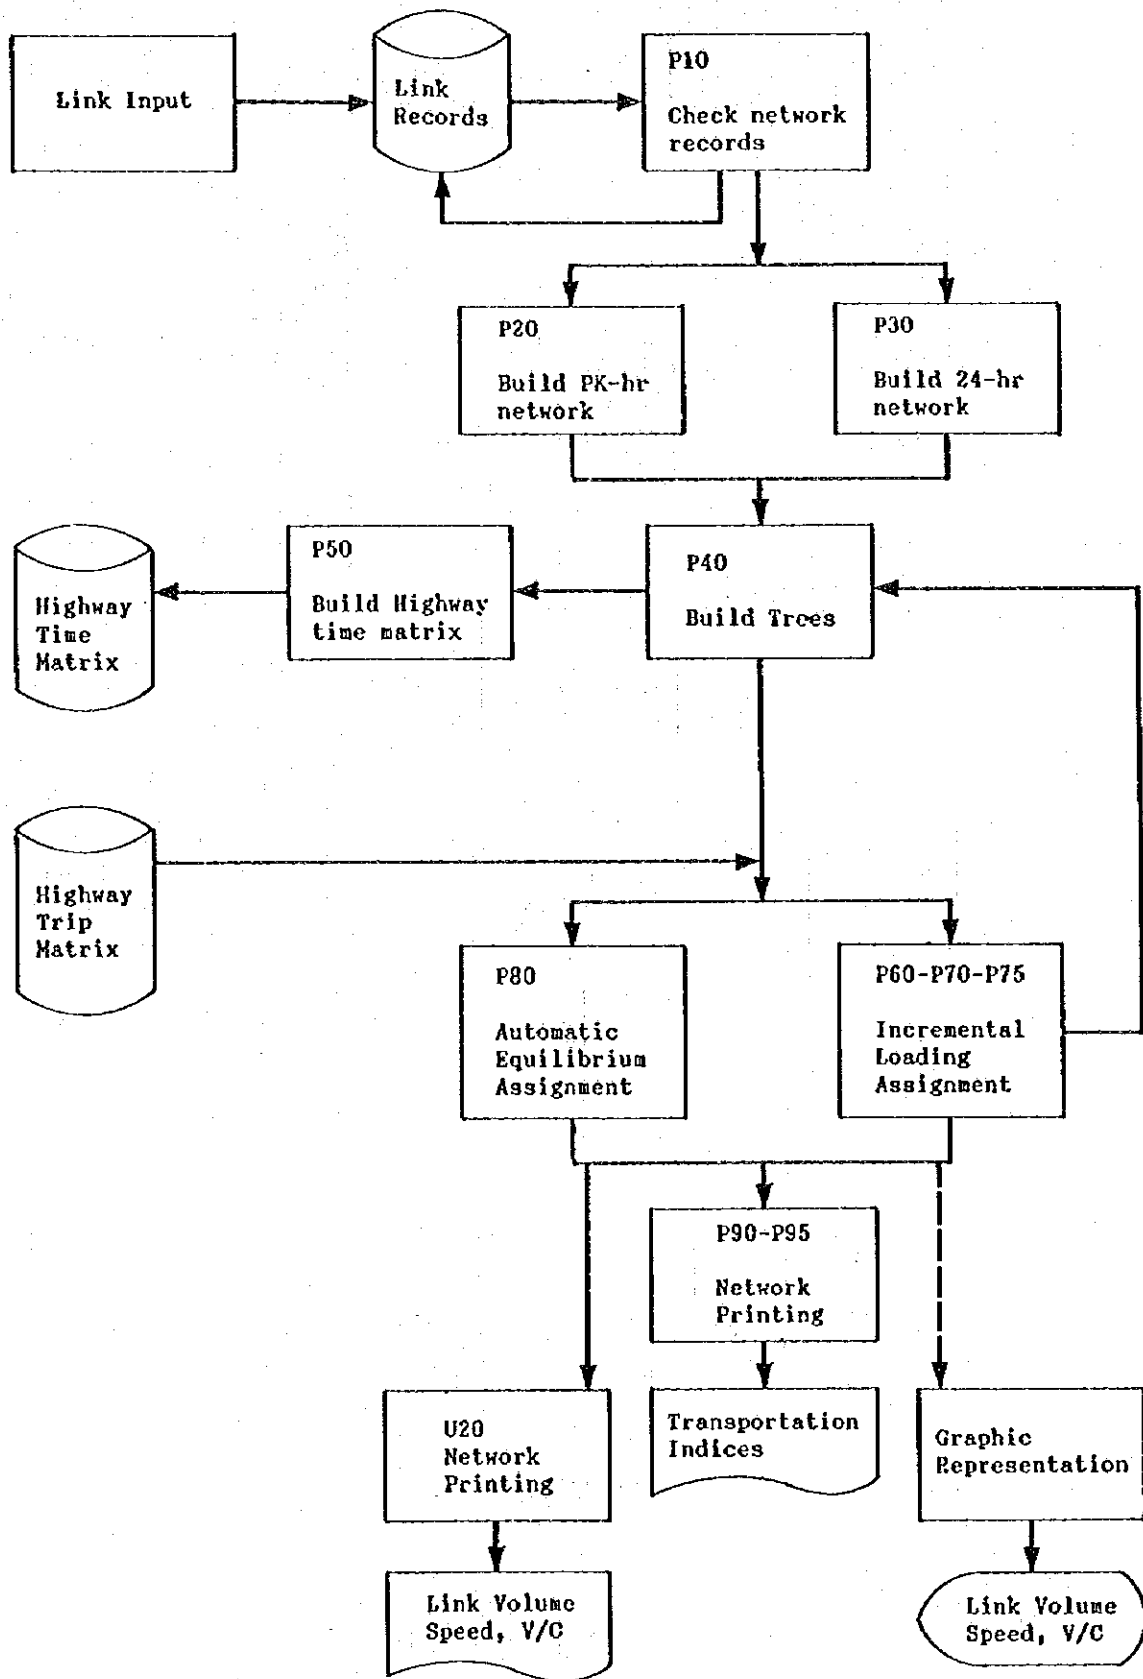 Link Input
Link
Records
P10
Check network
records
P20
Build PK-hr
network
P30
Build 24-hr
network
Highway
Time
Matrix
P50
Build Highway
time matrix
P40
Build Trees
Highway
Trip
Matrix
P80
Automatic
Equilibrium
Assignment
P60-P70-P75
Incremental
Loading
Assignment
P90-P95
Network
Printing
U20
Network
Printing
Transportation
Indices
Graphic
Representation
Link Volume
Speed, V/C
Link Volume
Speed, V/C